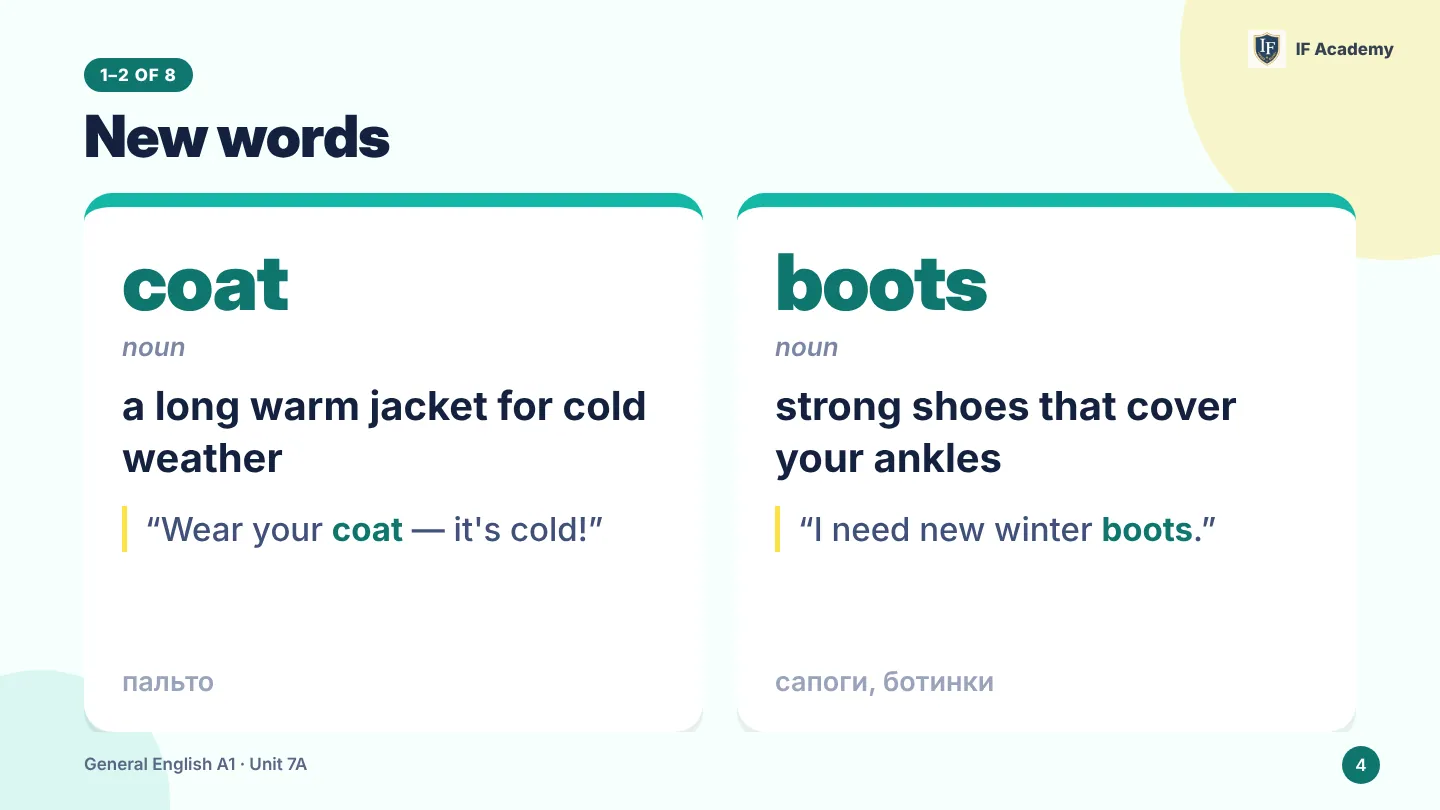 IF
IF Academy
1–2 OF 8
New words
coat
noun
a long warm jacket for cold
weather
“Wear your coat — it's cold!”
пальто
boots
noun
strong shoes that cover
your ankles
“I need new winter boots.”
сапоги, ботинки
General English A1 · Unit 7A
4